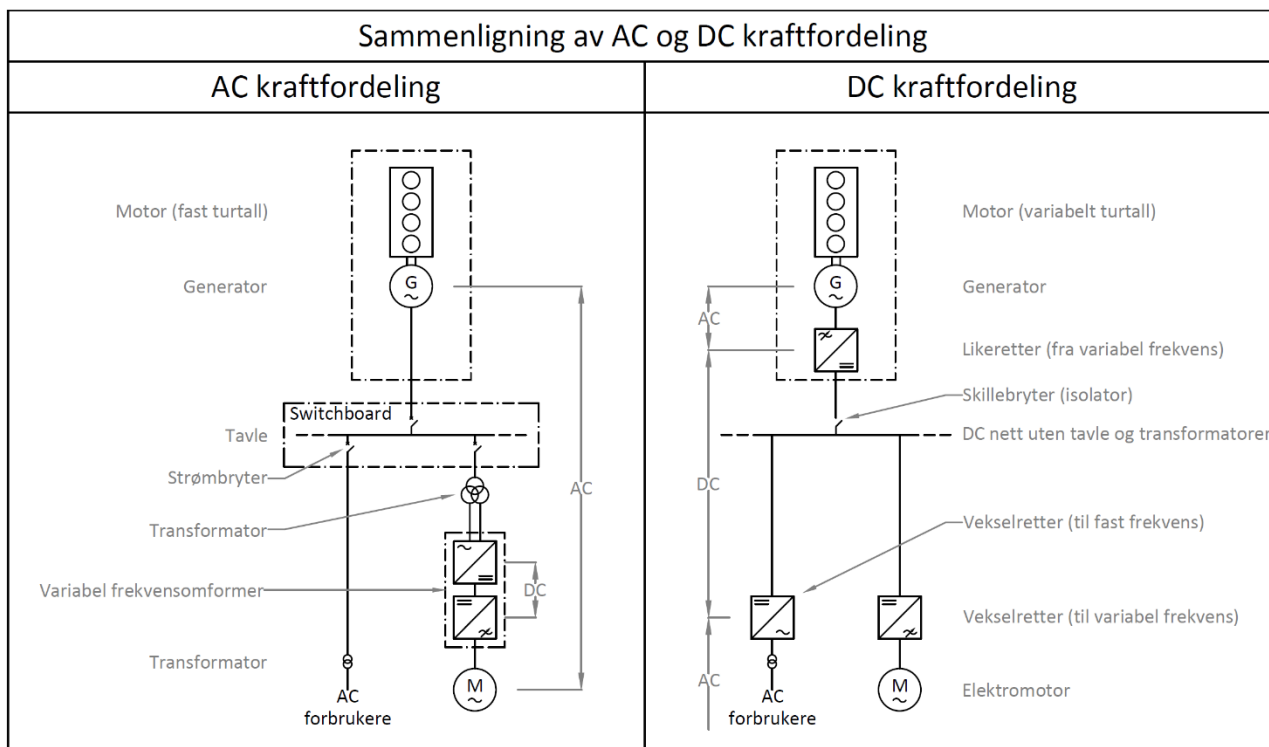 Sammenligning av AC og DC kraftfordeling
AC kraftfordeling
Motor (fast turtall)
Generator
G
Switchboard
Tavle
Strømbryter
Transformator
Variabel frekvensomformer
DC
AC
Transformator
M
AC
forbrukere
DC kraftfordeling
Motor (variabelt turtall)
G
Generator
AC
Likeretter (fra variabel frekvens)
Skillebryter (isolator)
DC nett uten tavle og transformatorer
DC
Vekselretter (til fast frekvens)
Vekselretter (til variabel frekvens)
AC
M
Elektromotor
AC
forbrukere